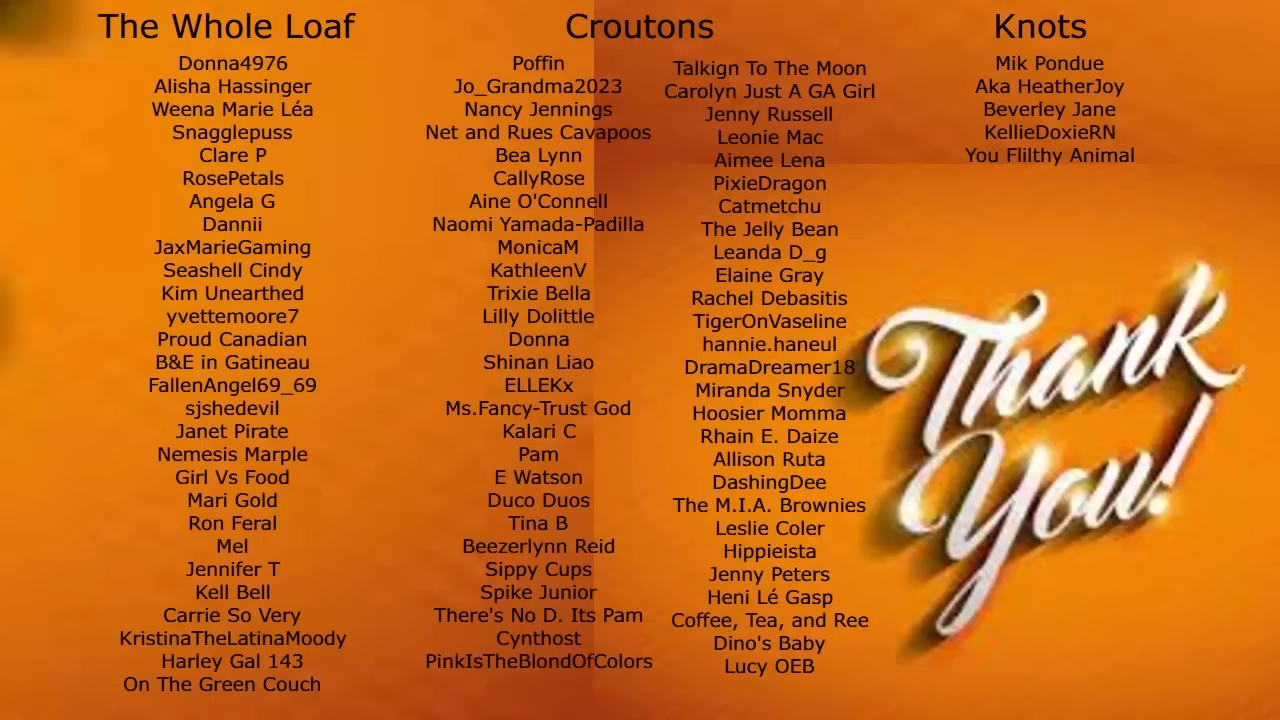 The Whole Loaf
Donna4976
Alisha Hassinger
Weena Marie Léa
Snagglepuss
Clare P
RosePetals
Angela G
Dannii
JaxMarieGaming
Seashell Cindy
Kim Unearthed
yvettemoore7
Proud Canadian
B&E in Gatineau
FallenAngel69_69
sjshedevil
Janet Pirate
Nemesis Marple
Girl Vs Food
Mari Gold
Ron Feral
Mel
Jennifer T
Kell Bell
Carrie So Very
KristinaTheLatinaMoody
Harley Gal 143
On The Green Couch
Croutons
Poffin
Jo_Grandma2023
Nancy Jennings
Net and Rues Cavapoos
Bea Lynn
CallyRose
Aine O'Connell
Naomi Yamada-Padilla
MonicaM
KathleenV
Trixie Bella
Lilly Dolittle
Donna
Shinan Liao
ELLEKx
Ms.Fancy-Trust God
Kalari C
Pam
E Watson
Duco Duos
Tina B
Beezerlynn Reid
Sippy Cups
Spike Junior
There's No D. Its Pam
Cynthost
PinkIsTheBlondOfColors
Talkign To The Moon
Carolyn Just A GA Girl
Jenny Russell
Leonie Mac
Aimee Lena
PixieDragon
Catmetchu
The Jelly Bean
Leanda D_g
Elaine Gray
Rachel Debasitis
TigerOnVaseline
hannie.haneul
DramaDreamer18
Miranda Snyder
Hoosier Momma
Rhain E. Daize
Allison Ruta
DashingDee
The M.I.A. Brownies
Leslie Coler
Hippieista
Jenny Peters
Heni Lé Gasp
Coffee, Tea, and Ree
Dino's Baby
Lucy OEB
Knots
Mik Pondue
Aka HeatherJoy
Beverley Jane
KellieDoxieRN
You Flilthy Animal
Thank
You!